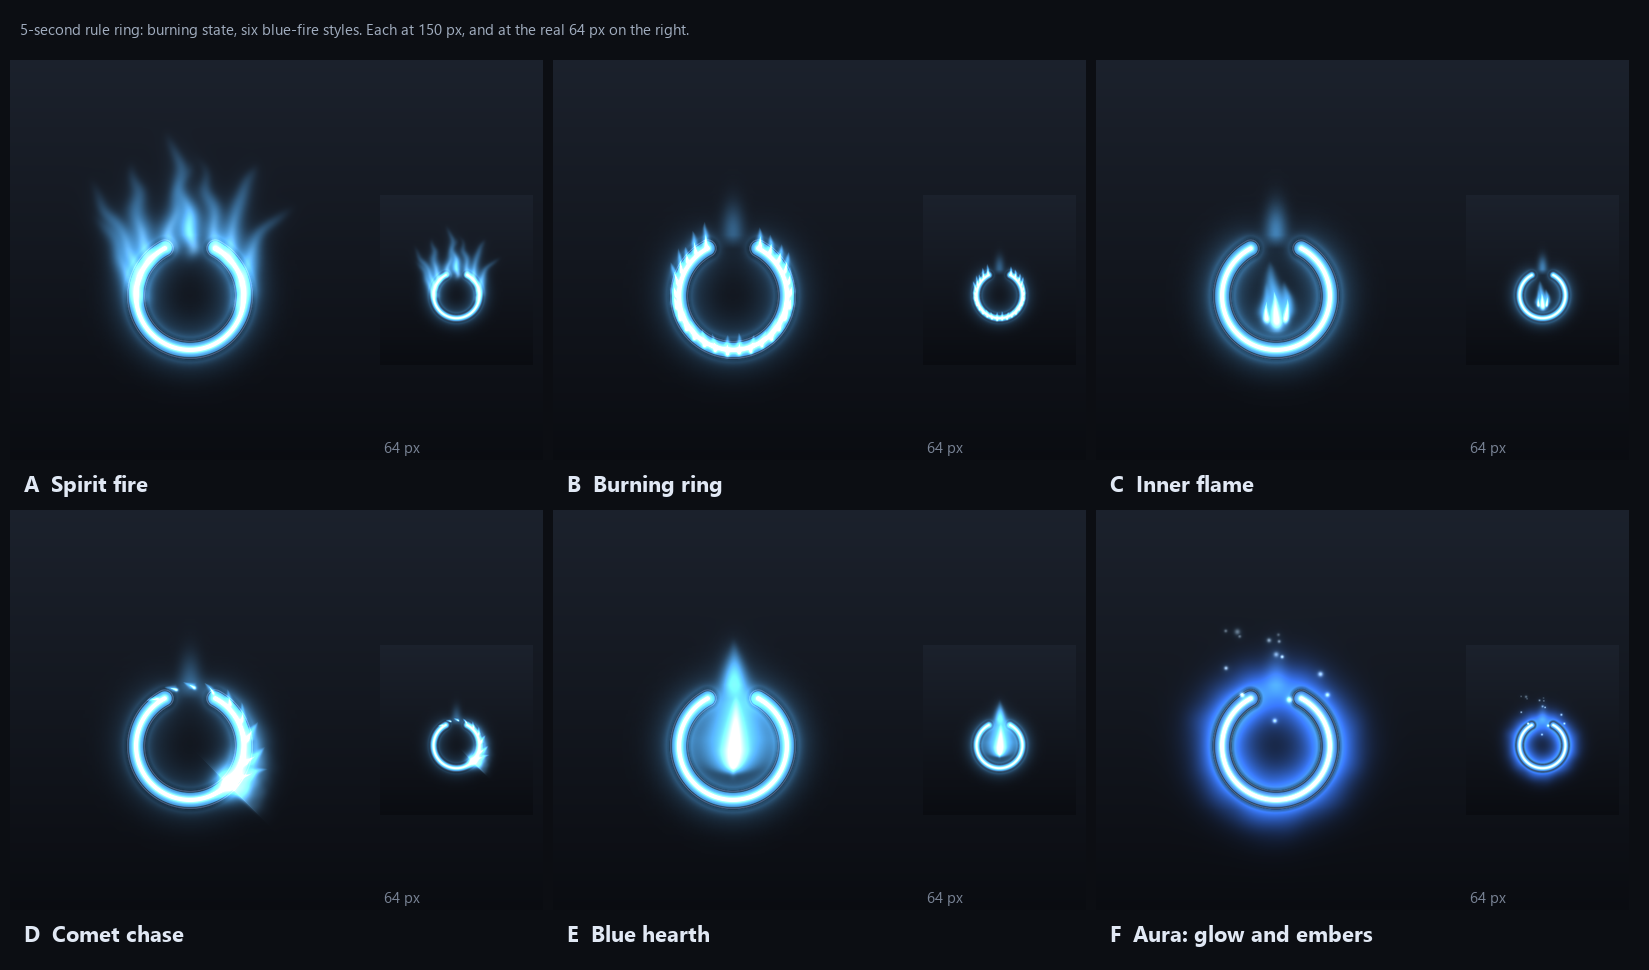 5-second rule ring: burning state, six blue-fire styles. Each at 150 px, and at the real 64 px on the right.
64 px
64 px
64 px
A Spirit fire
B Burning ring
C Inner flame
64 px
64 px
64 px
D Comet chase
E Blue hearth
F Aura: glow and embers